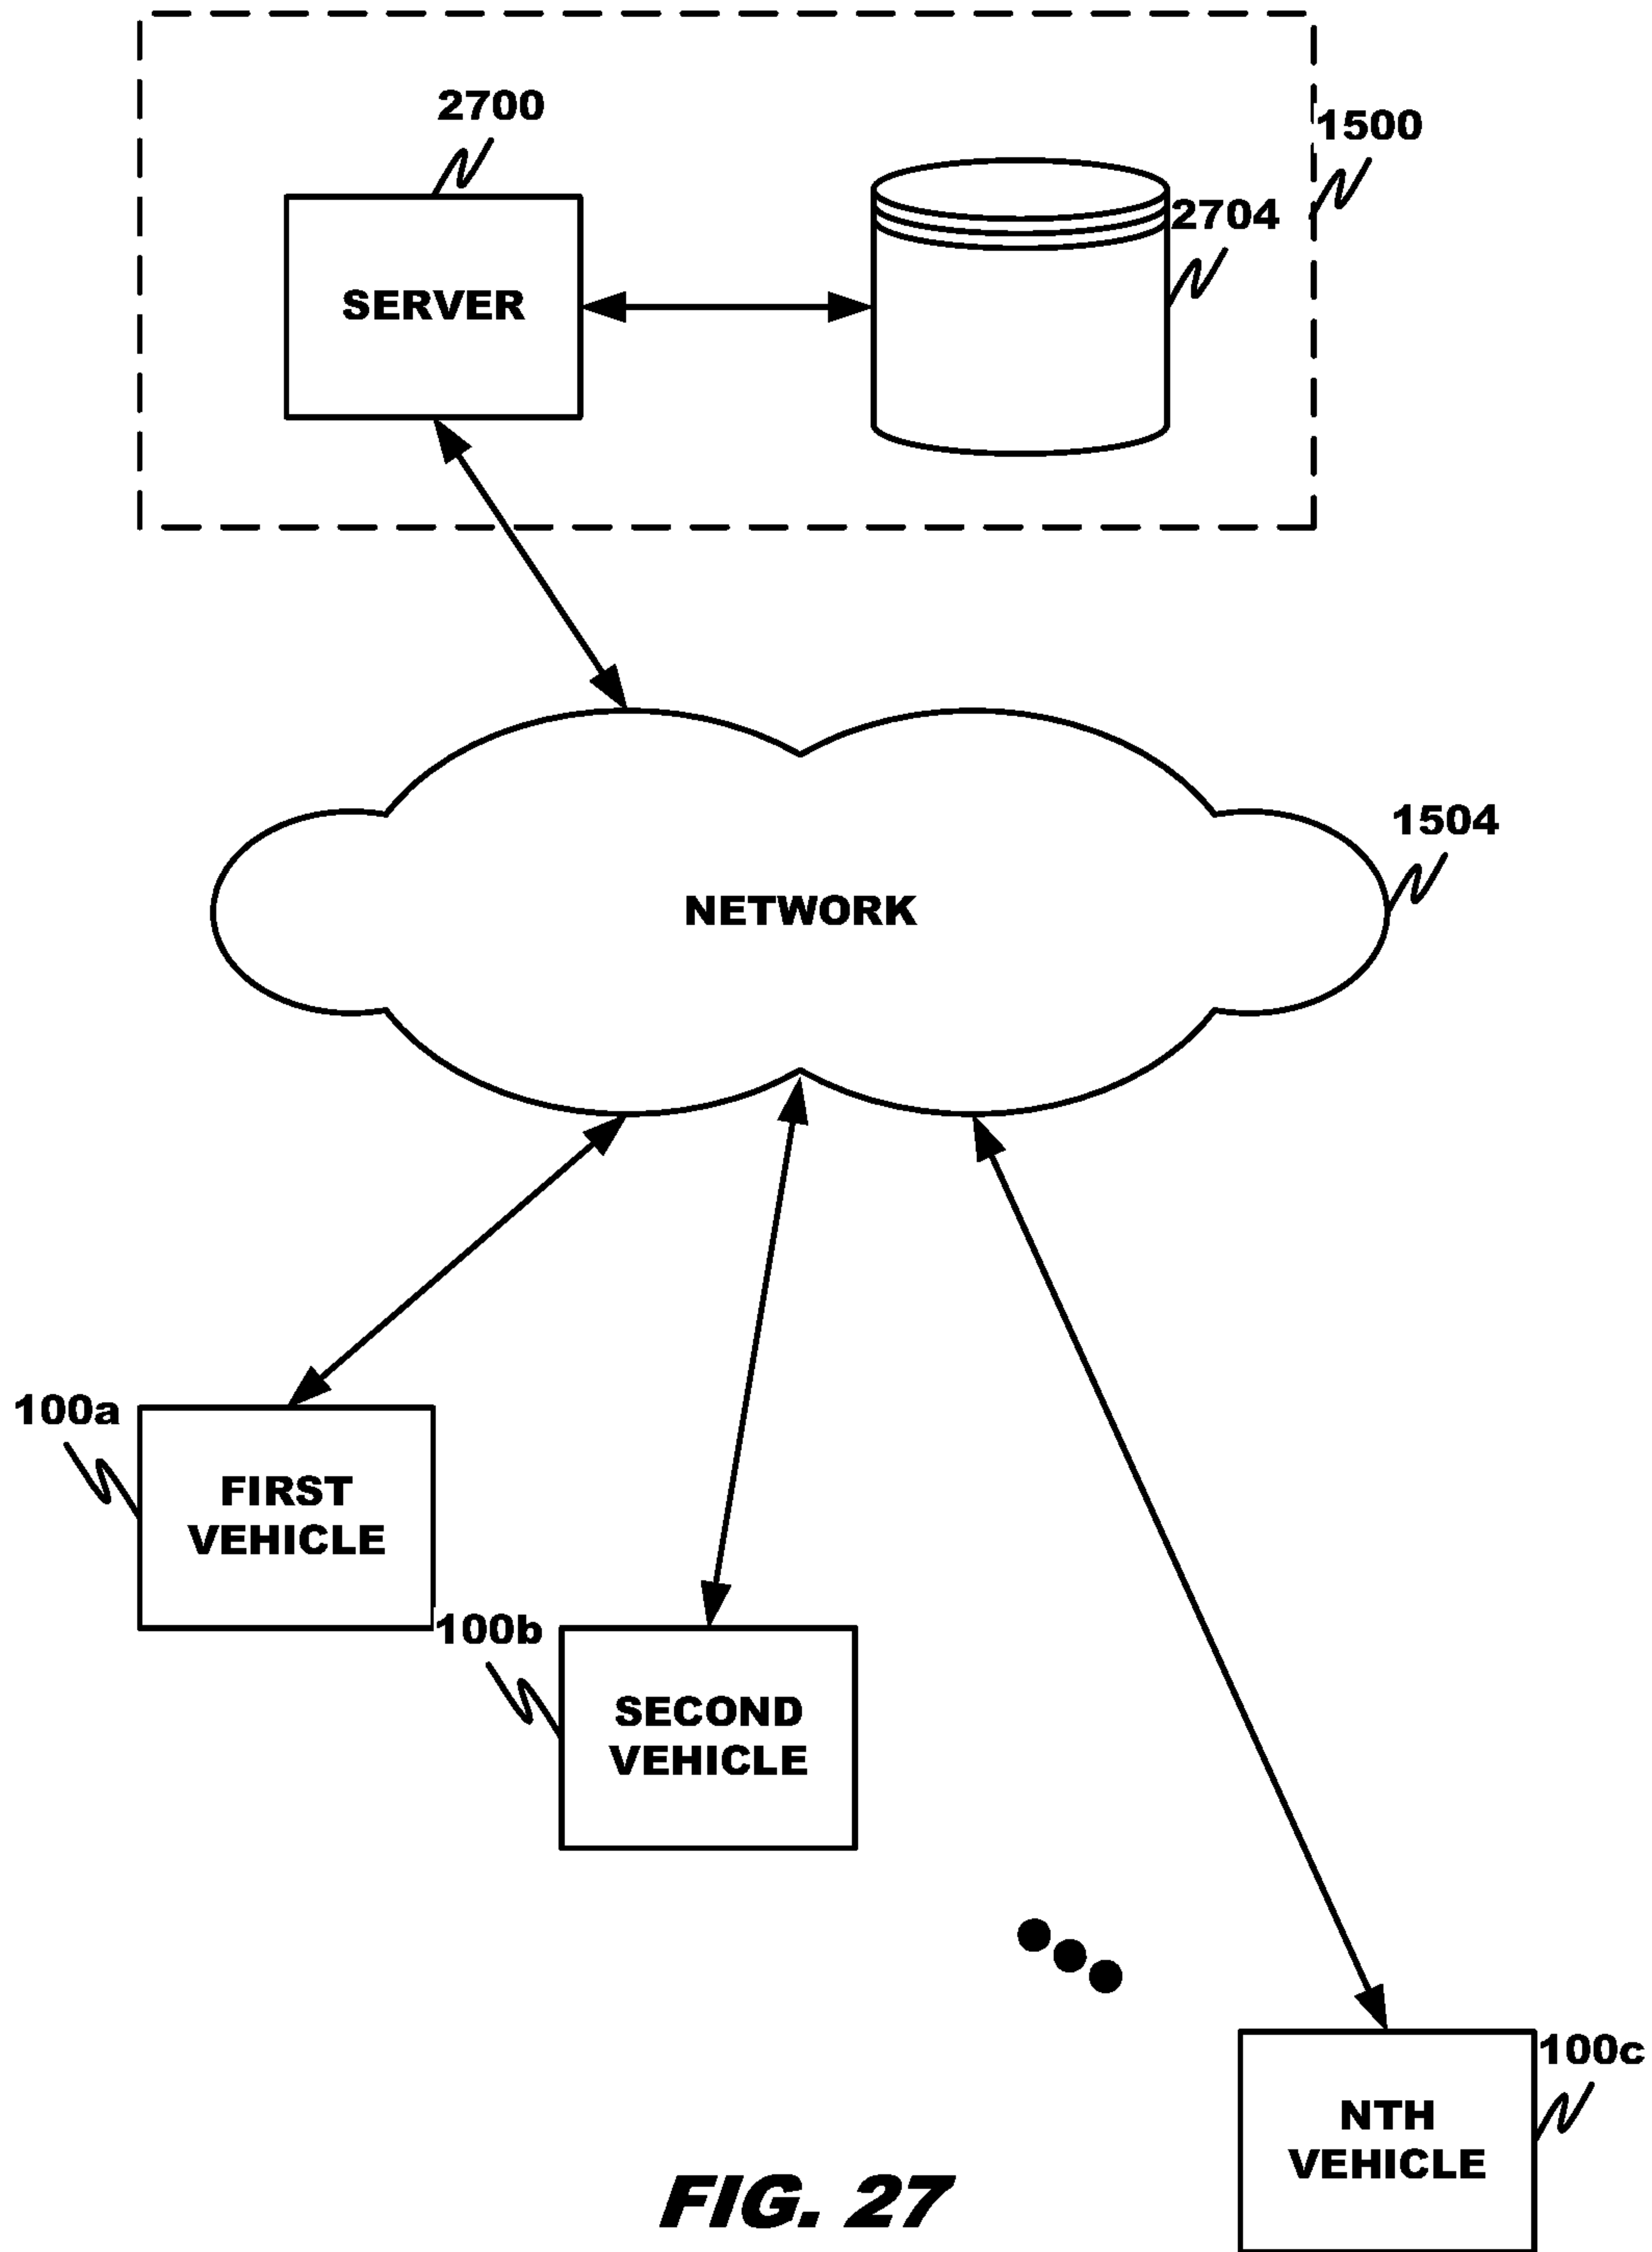 2700
1500
2704
SERVER
1504
NETWORK
100a
FIRST
VEHICLE
100b
SECOND
VEHICLE
100c
NTH
VEHICLE
FIG. 27